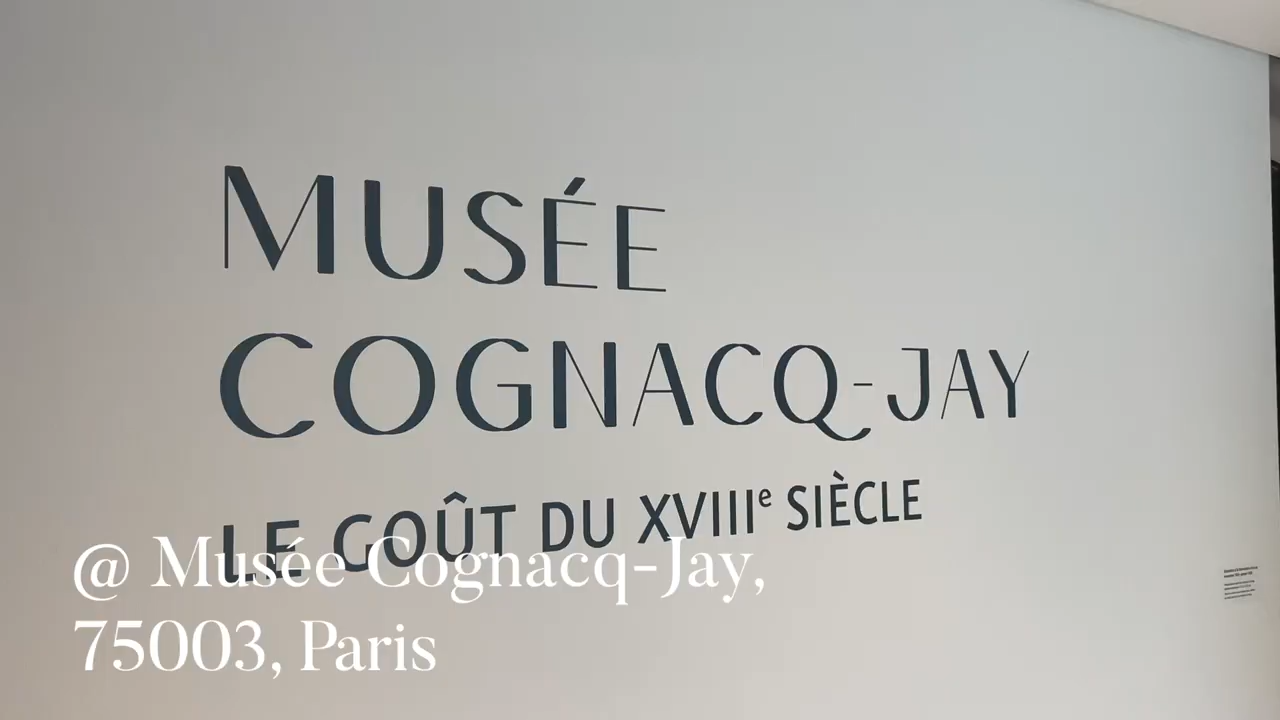 MUSÉE
COGNACQ-JAY
LE GOÛT DU XVIIIe SIÈCLE
@ Musée Cognacq-Jay,
75003, Paris